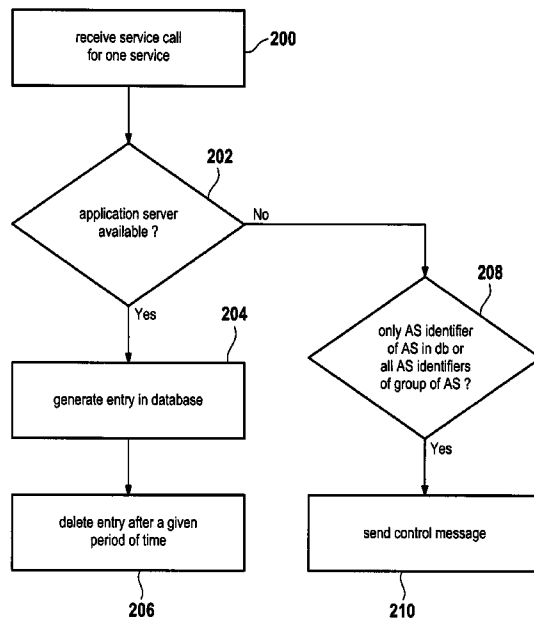 receive service call
for one service
200
202
application server
available ?
No
Yes
208
only AS identifier
of AS in db or
all AS identifiers
of group of AS ?
204
generate entry in database
Yes
delete entry after a given
period of time
send control message
206
210